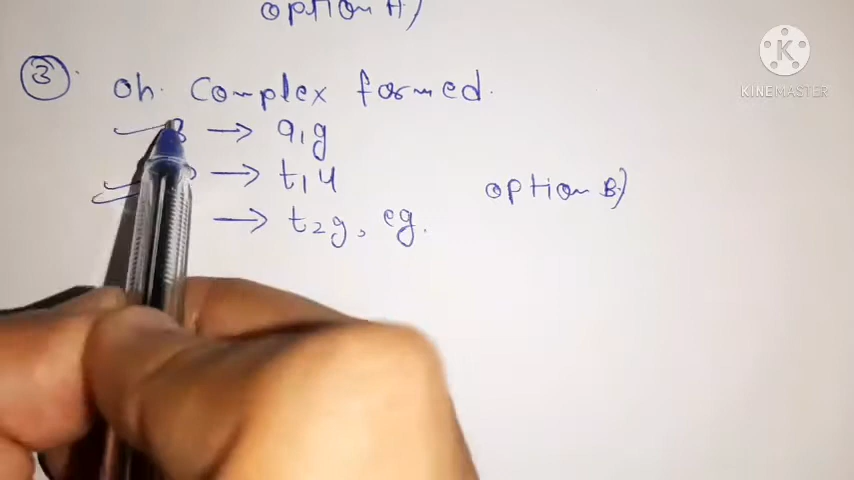 option A)
K
KINEMASTER
③ oh. Complex formed.
s → a1g
→ t1u
option B)
→ t2g, eg.